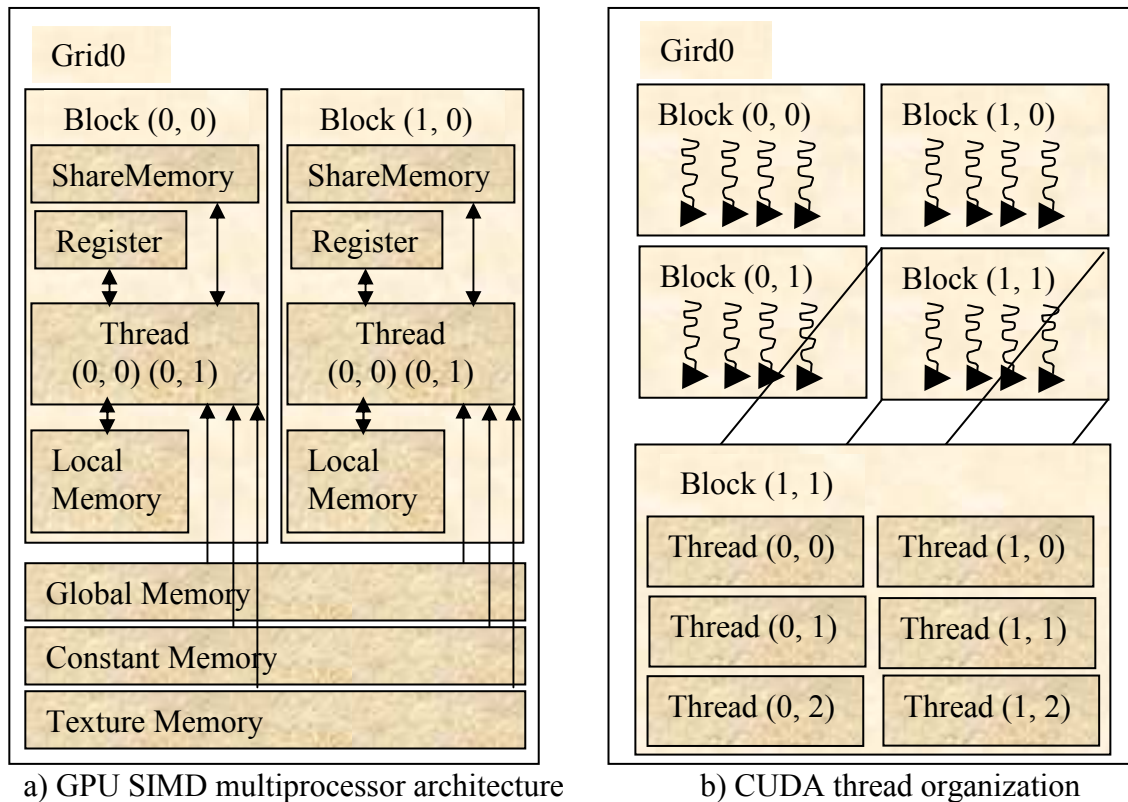 Grid0
Block (0, 0)
ShareMemory
Register
Thread
(0, 0) (0, 1)
Local
Memory
Block (1, 0)
ShareMemory
Register
Thread
(0, 0) (0, 1)
Local
Memory
Global Memory
Constant Memory
Texture Memory
a) GPU SIMD multiprocessor architecture
Gird0
Block (0, 0)
Block (1, 0)
Block (0, 1)
Block (1, 1)
Block (1, 1)
Thread (0, 0)
Thread (1, 0)
Thread (0, 1)
Thread (1, 1)
Thread (0, 2)
Thread (1, 2)
b) CUDA thread organization